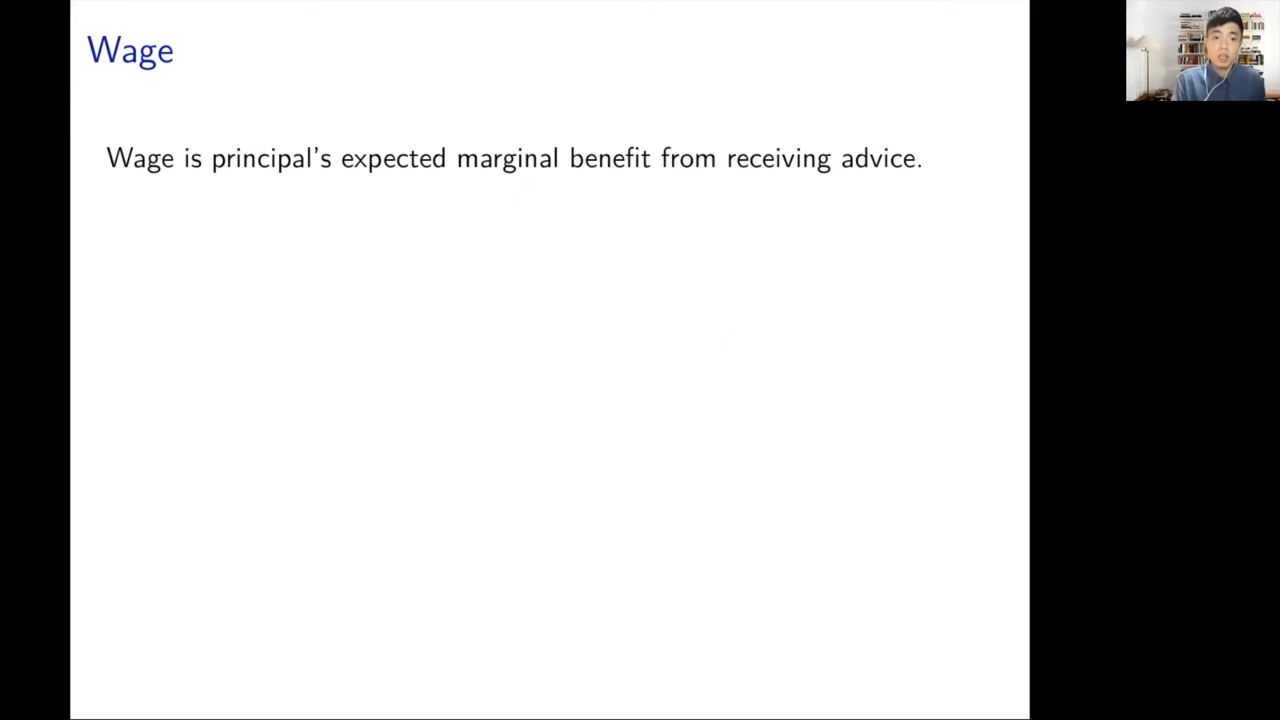 Wage
Wage is principal's expected marginal benefit from receiving advice.